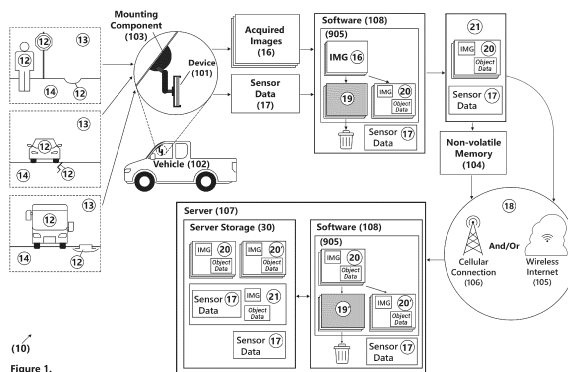 Mounting
Component
(103)
Device
(101)
Vehicle (102)
12
13
12
12
14
13
12
14
12
13
12
14
12
Acquired
Images
(16)
Sensor
Data
(17)
Software (108)
(905)
IMG 16
19
IMG 20
Object
Data
Sensor
Data 17
21
IMG 20
Object
Data
Sensor
Data 17
Non-volatile
Memory
(104)
18
And/Or
Cellular
Connection
(106)
Wireless
Internet
(105)
Server (107)
Server Storage (30)
IMG 20
Object
Data
IMG 20'
Object
Data
Sensor 17
Data
IMG 21
Object
Data
Sensor 17
Data
Software (108)
(905)
IMG 20
Object
Data
19'
IMG 20'
Object
Data
Sensor 17
Data
(10)
Figure 1.